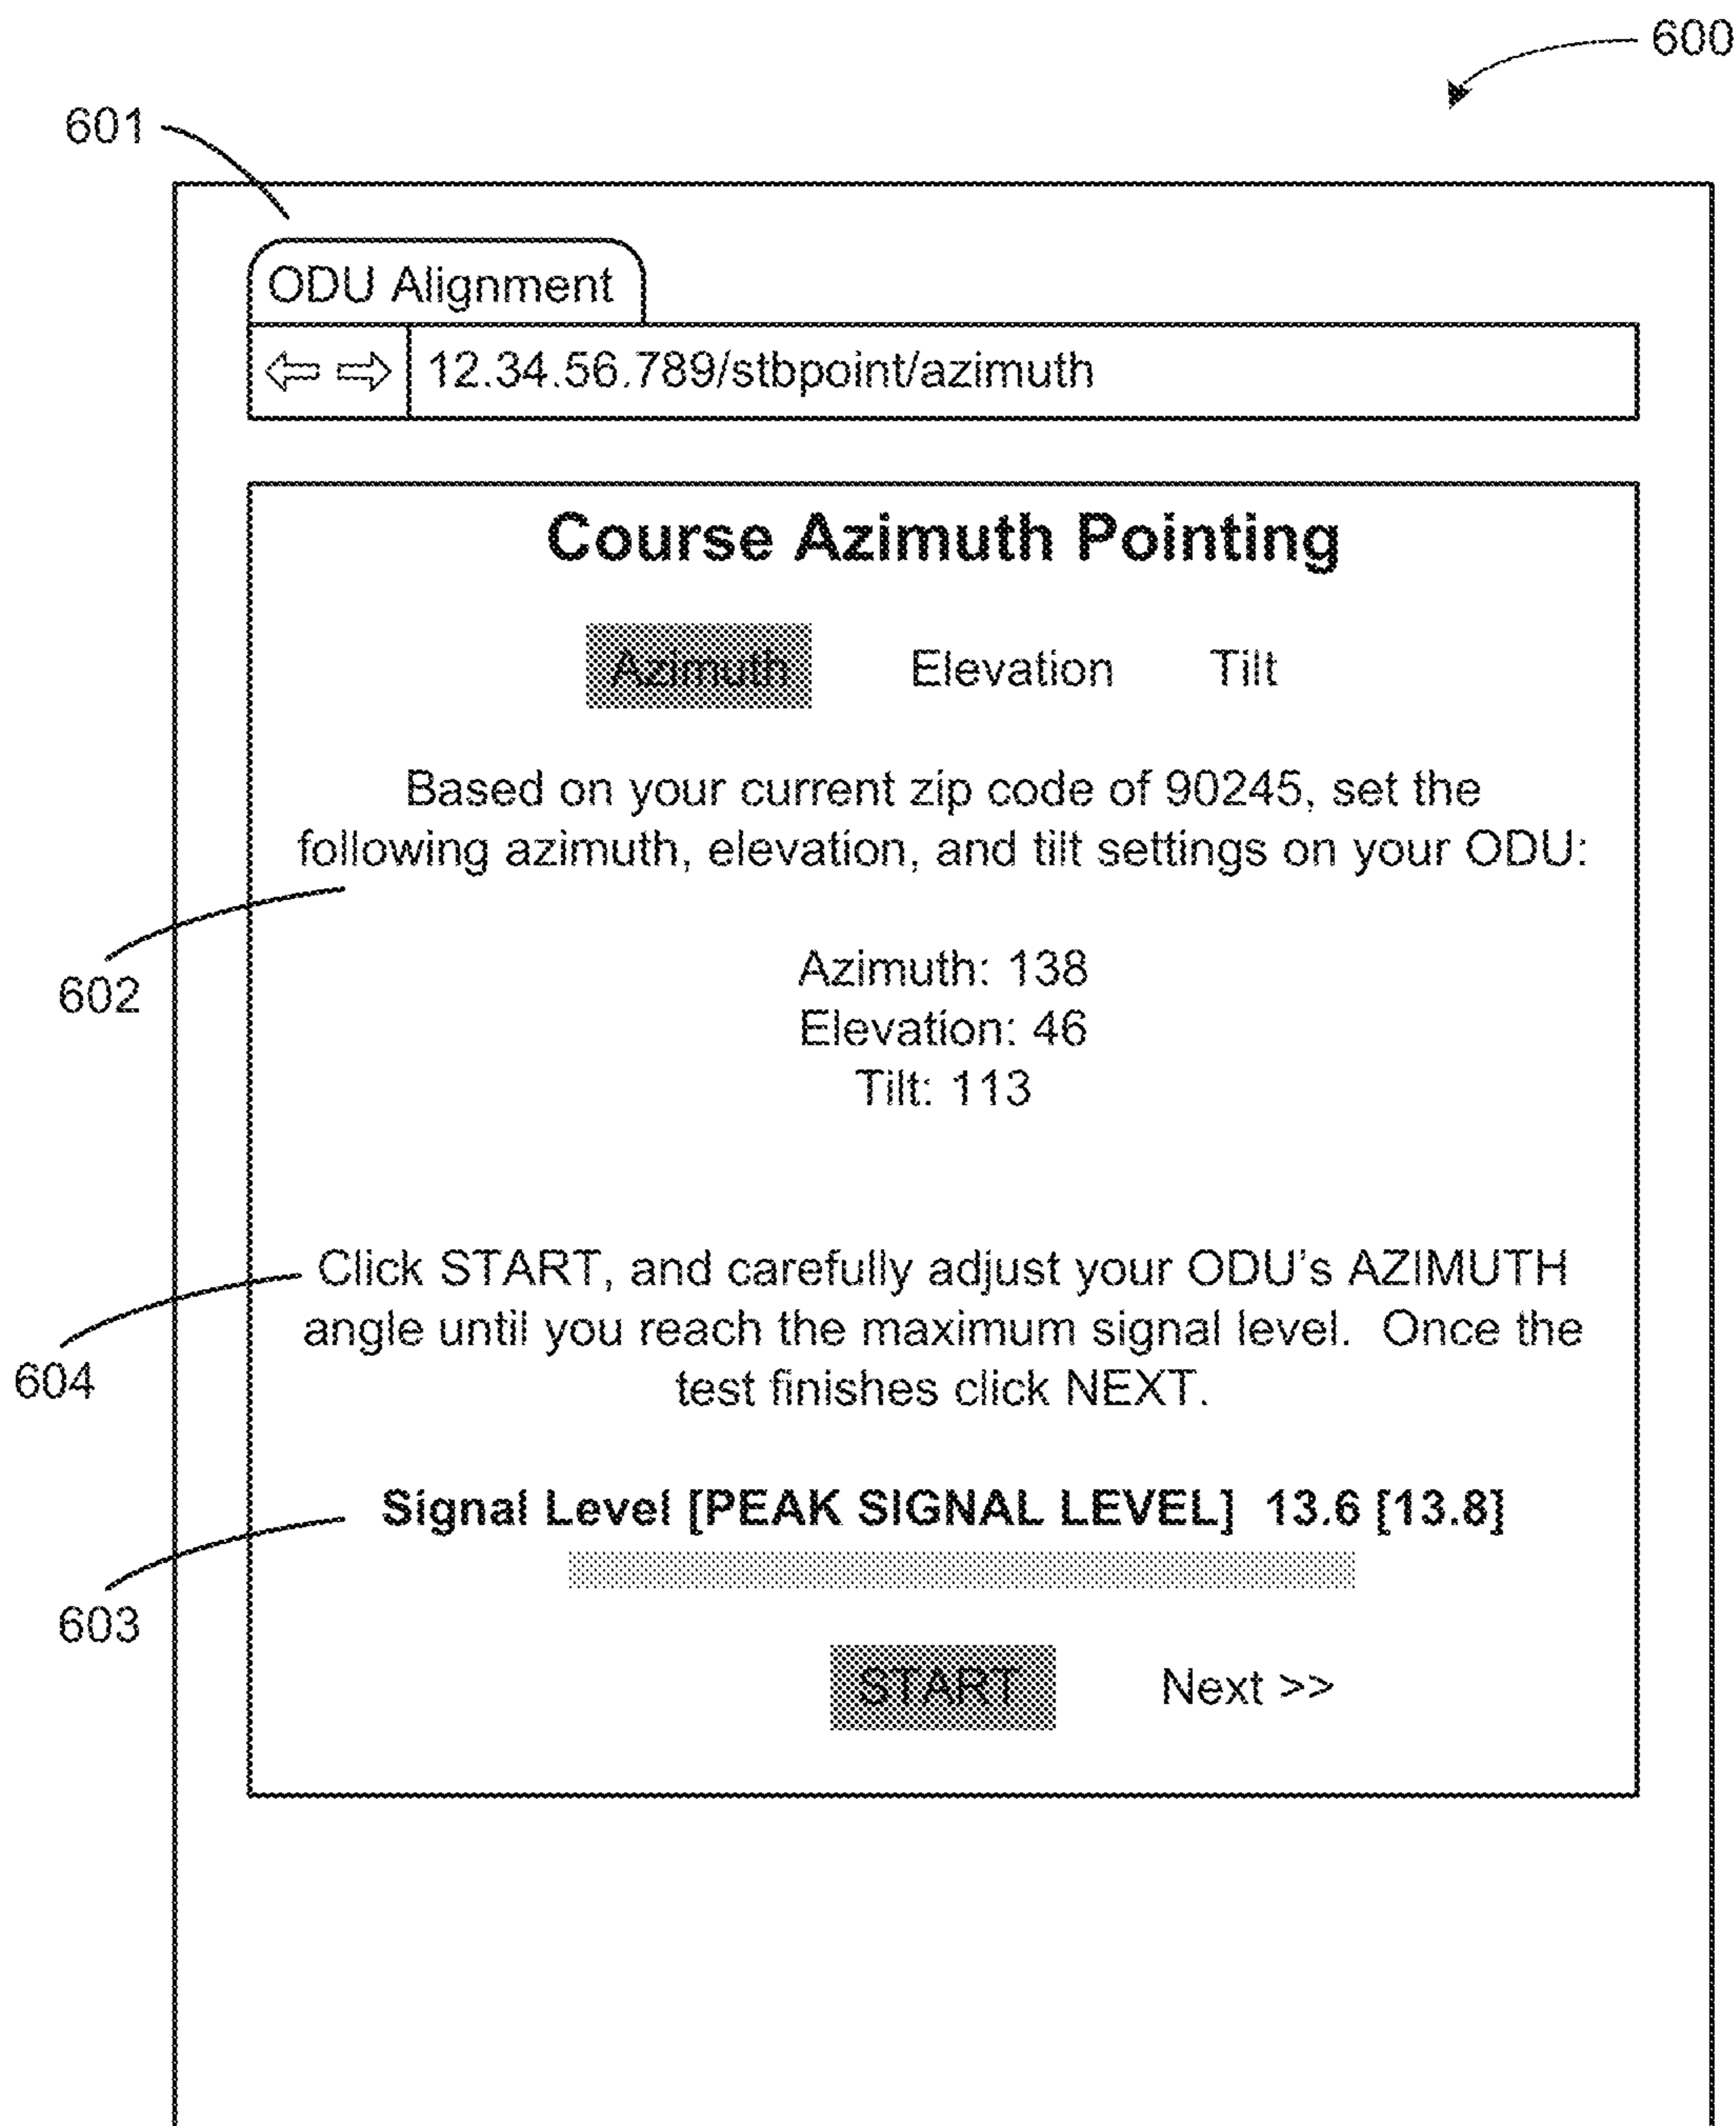 600
601
ODU Alignment
12.34.56.789/stbpoint/azimuth
Course Azimuth Pointing
Azimuth Elevation Tilt
Based on your current zip code of 90245, set the
following azimuth, elevation, and tilt settings on your ODU:
602
Azimuth: 138
Elevation: 46
Tilt: 113
Click START, and carefully adjust your ODU's AZIMUTH
angle until you reach the maximum signal level. Once the
test finishes click NEXT.
604
Signal Level [PEAK SIGNAL LEVEL] 13.6 [13.8]
603
START Next >>